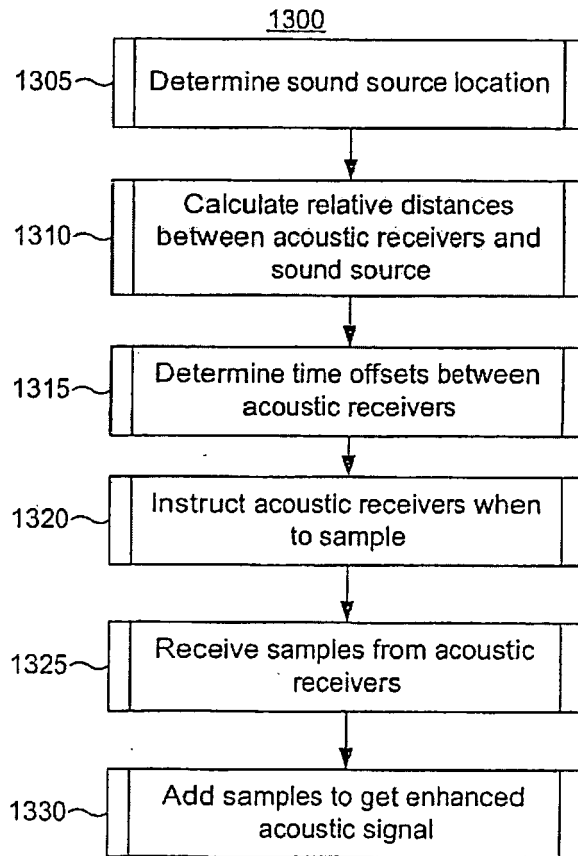 1300
1305
Determine sound source location
1310
Calculate relative distances
between acoustic receivers and
sound source
1315
Determine time offsets between
acoustic receivers
1320
Instruct acoustic receivers when
to sample
1325
Receive samples from acoustic
receivers
1330
Add samples to get enhanced
acoustic signal